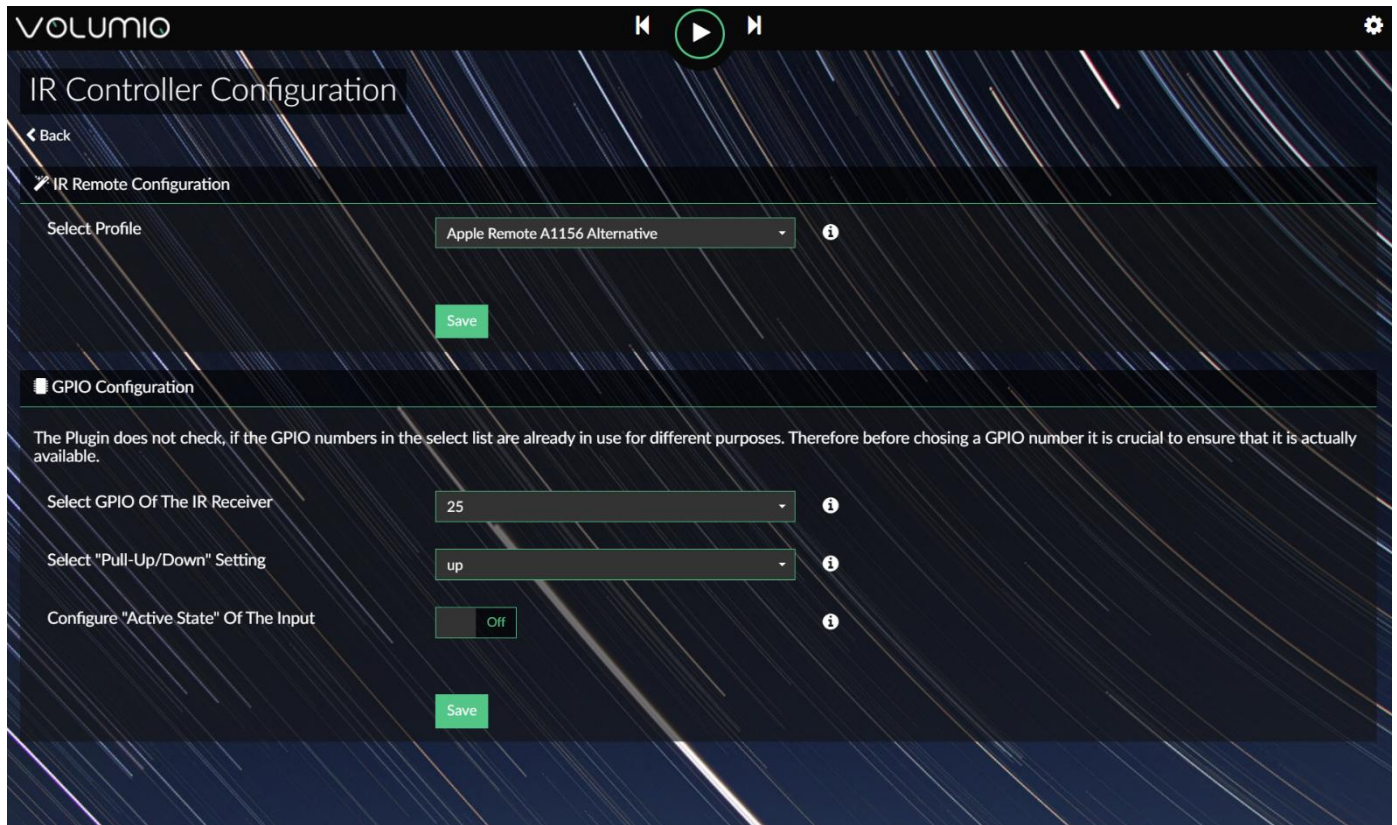 VOLUMIO
IR Controller Configuration
Back
IR Remote Configuration
Select Profile
Apple Remote A1156 Alternative
Save
GPIO Configuration
The Plugin does not check, if the GPIO numbers in the select list are already in use for different purposes. Therefore before chosing a GPIO number it is crucial to ensure that it is actually
available.
Select GPIO Of The IR Receiver
25
Select "Pull-Up/Down" Setting
up
Configure "Active State" Of The Input
Off
Save